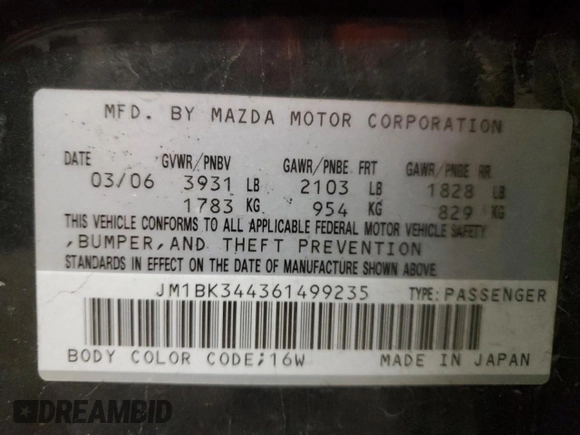 MFD. BY MAZDA MOTOR CORPORATION
DATE GVWR/PNBV GAWR/PNBE FRT GAWR/PNBE RR
03/06 3931 LB 2103 LB 1828 LB
1783 KG 954 KG 829 KG
THIS VEHICLE CONFORMS TO ALL APPLICABLE FEDERAL MOTOR VEHICLE SAFETY
,BUMPER,AND THEFT PREVENTION
STANDARDS IN EFFECT ON THE DATE OF MANUFACTURE SHOWN ABOVE.
JM1BK344361499235 TYPE:PASSENGER
BODY COLOR CODE;16W MADE IN JAPAN
DREAMBID